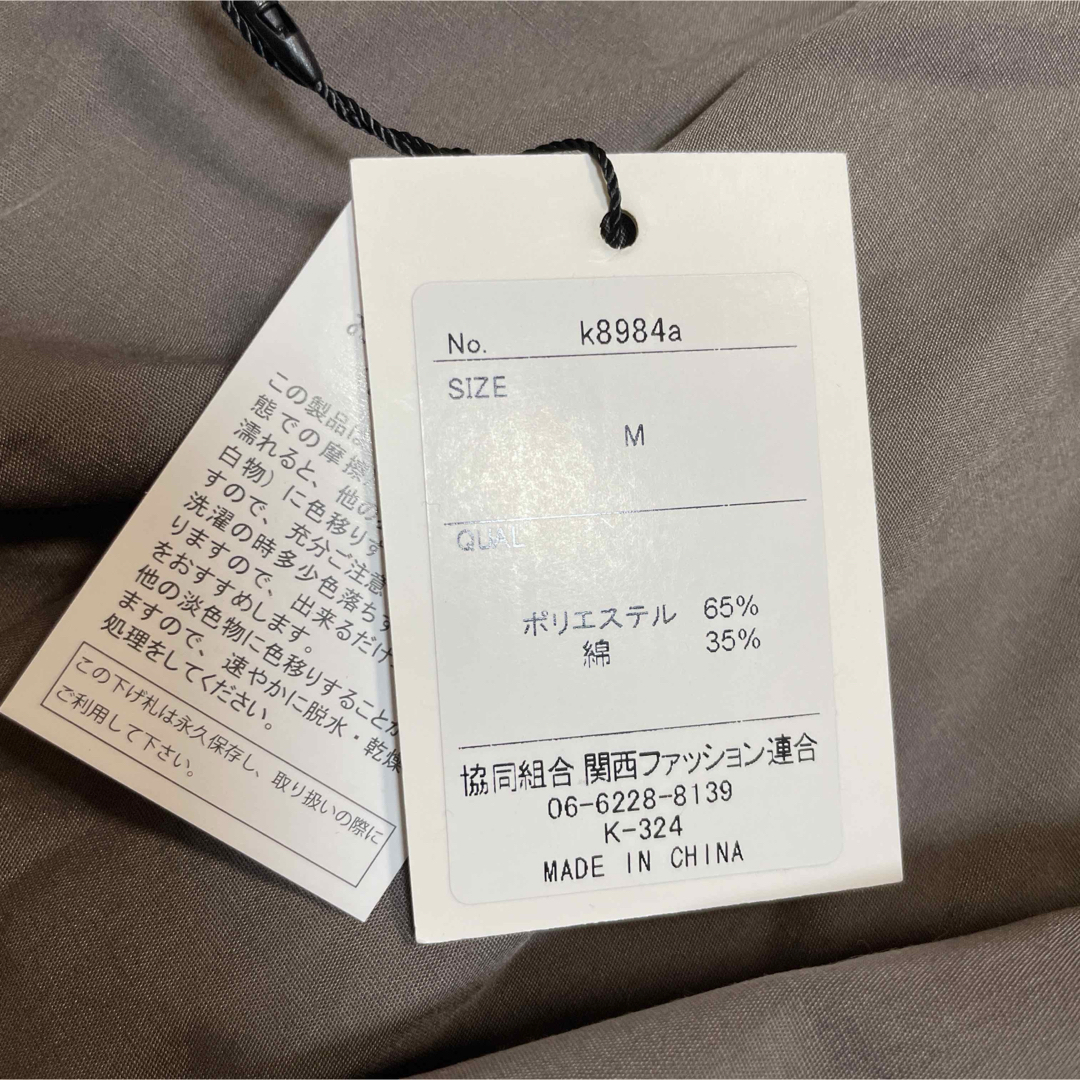 No. k8984a
SIZE
M
QUAL
ポリエステル 65%
綿 35%
協同組合 関西ファッション連合
06-6228-8139
K-324
MADE IN CHINA
この製品は
態での摩擦
濡れると、他の
白物)に色移りす
すので、充分ご注意
洗濯の時多少色落ちす
りますので、出来るだけ
をおすすめします。
他の淡色物に色移りすることが
ますので、速やかに脱水・乾燥
処理をしてください。
この下げ札は永久保存し、取り扱いの際に
ご利用して下さい。